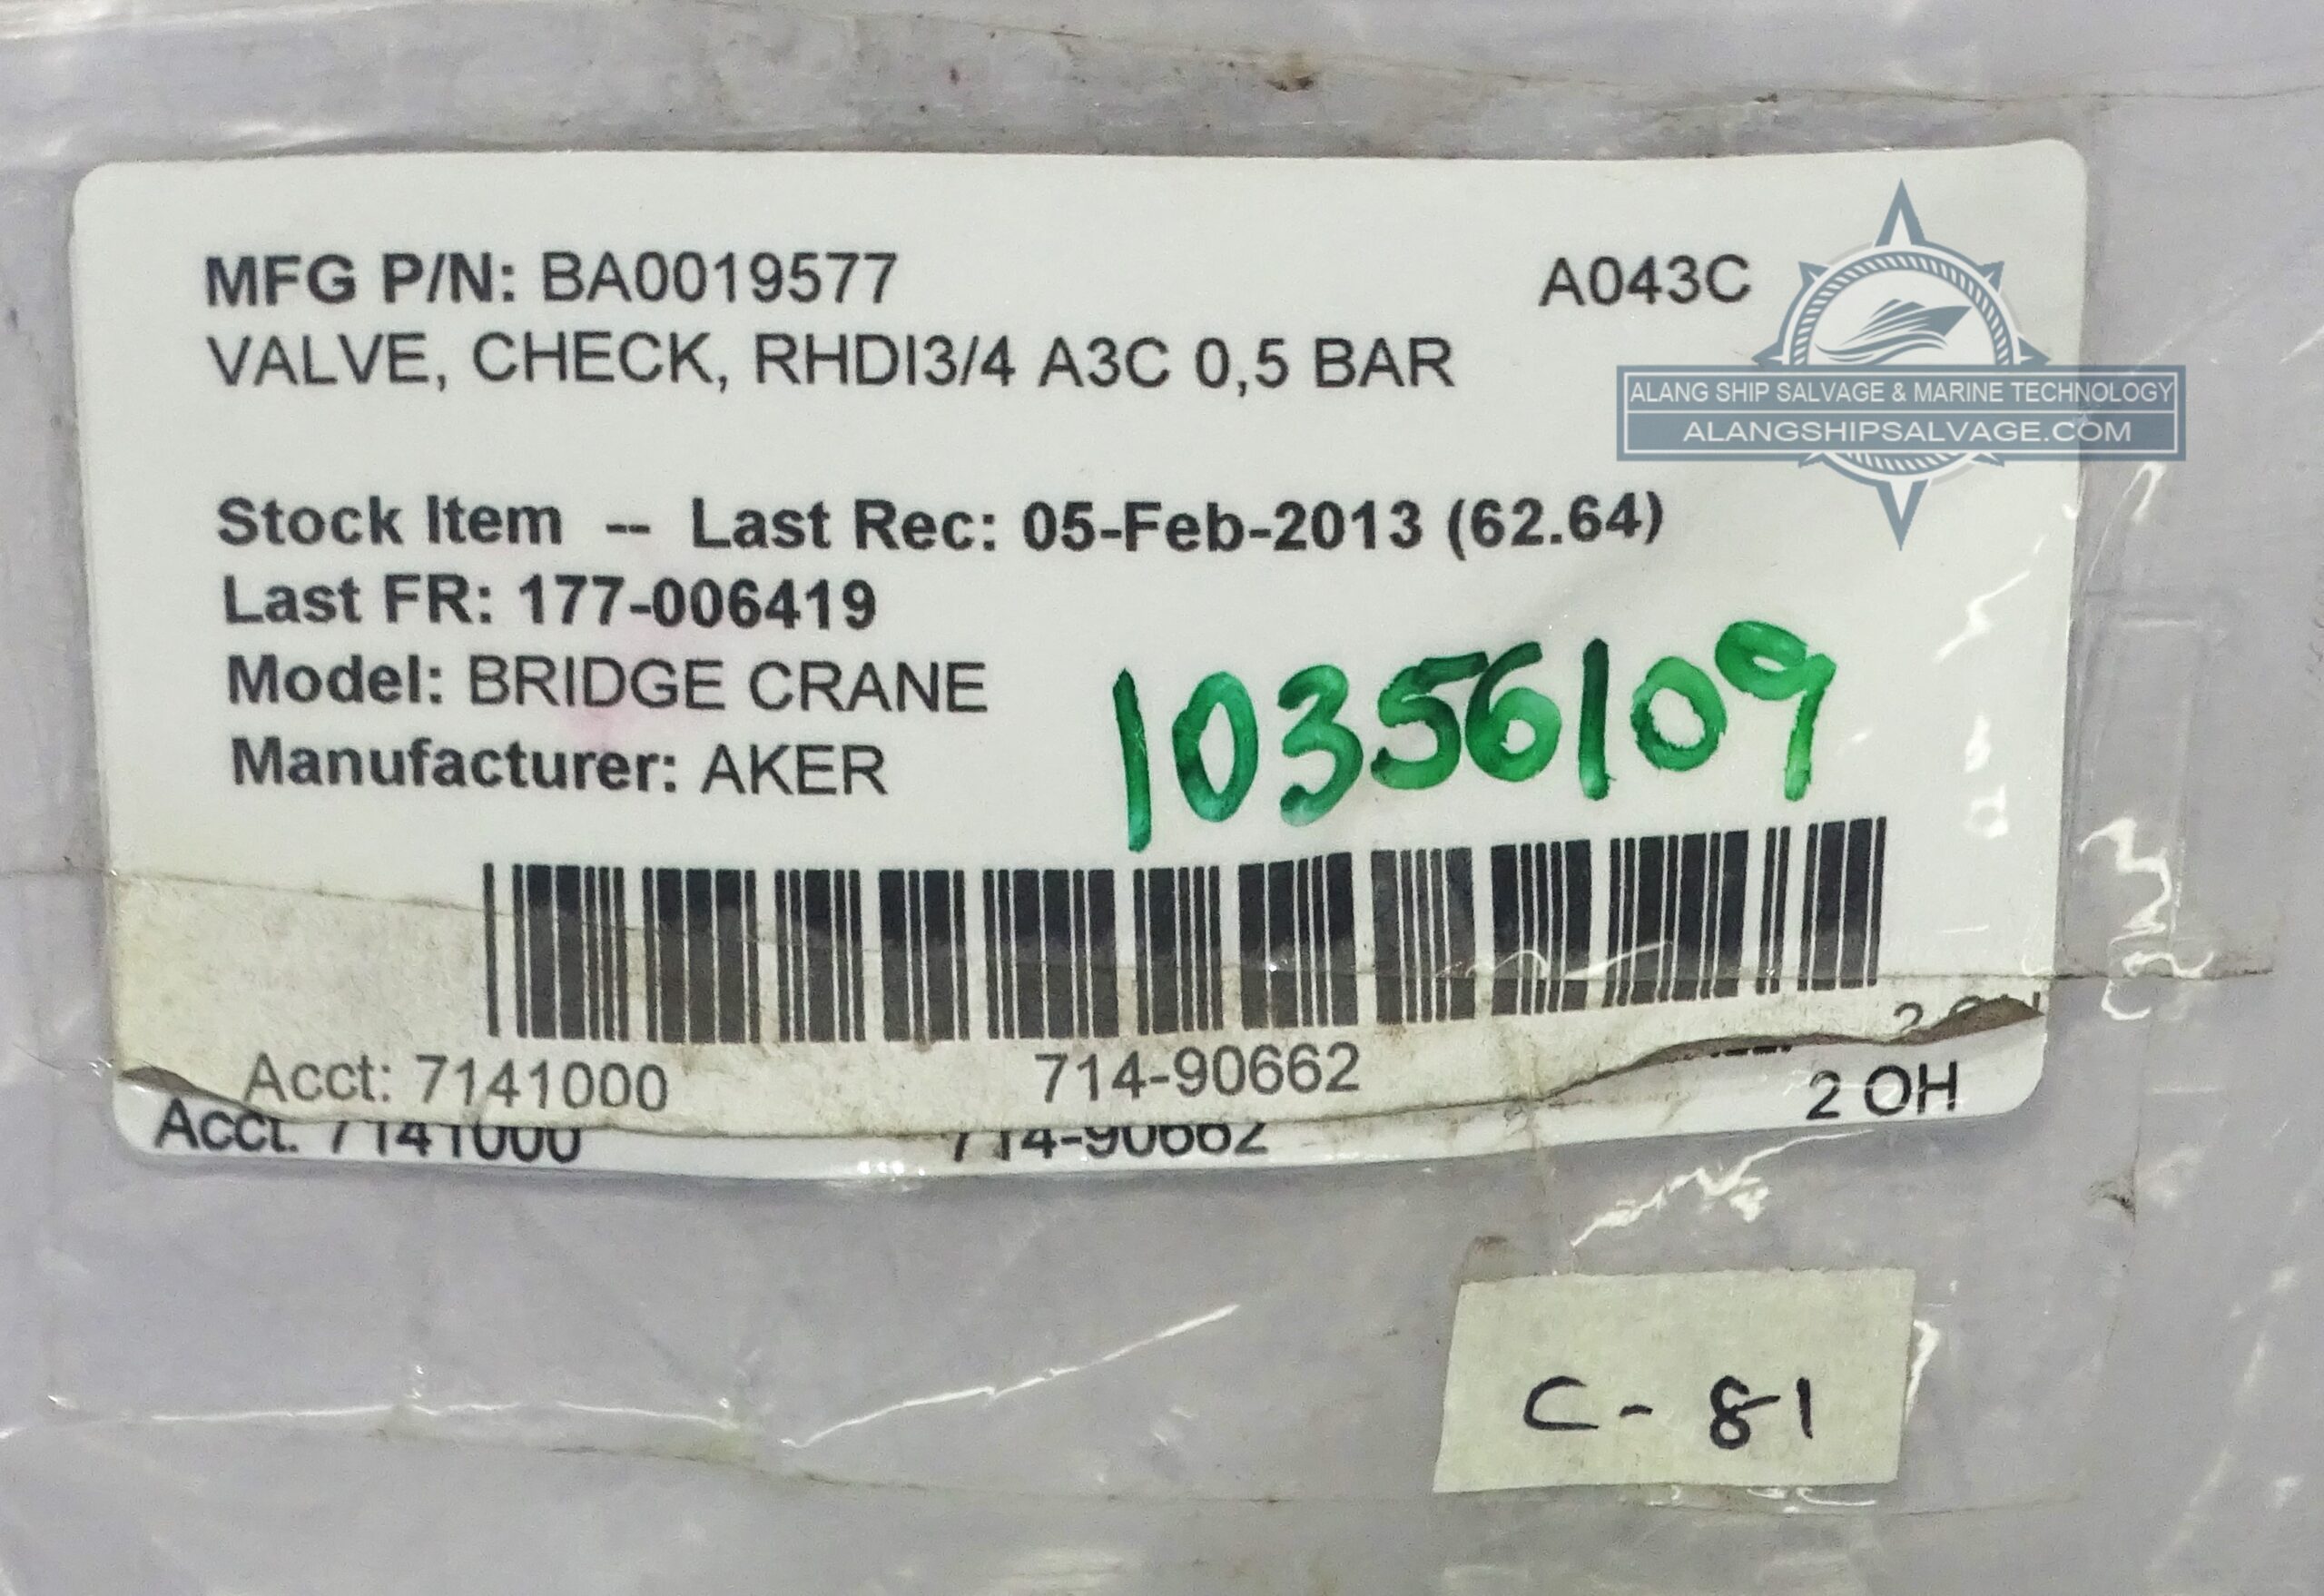 MFG P/N: BA0019577 A043C
VALVE, CHECK, RHDI3/4 A3C 0,5 BAR
ALANG SHIP SALVAGE & MARINE TECHNOLOGY
ALANGSHIPSALVAGE.COM
Stock Item -- Last Rec: 05-Feb-2013 (62.64)
Last FR: 177-006419
Model: BRIDGE CRANE
10356109
Manufacturer: AKER
Acct: 7141000 714-90662
Acct: 7141000 714-90662 2 OH
C-81